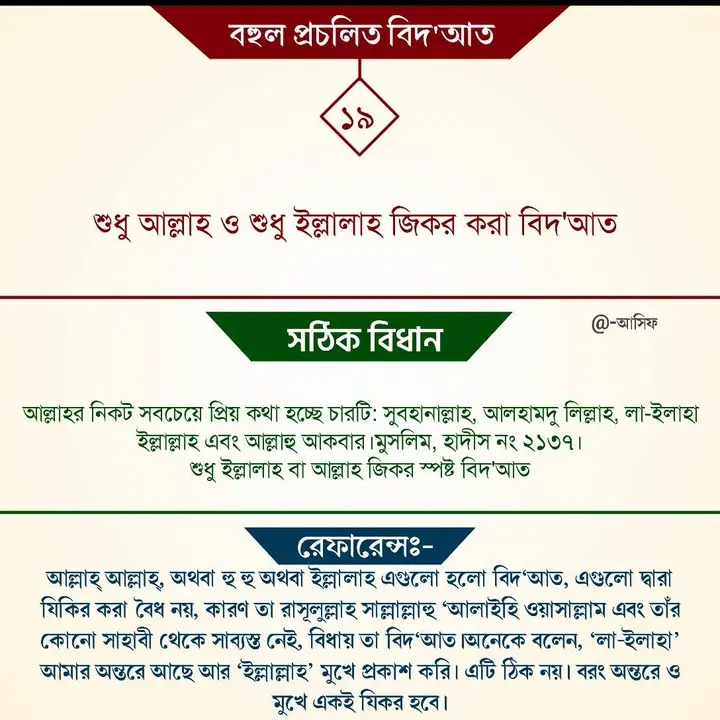 বহুল প্রচলিত বিদ'আত
১৯
শুধু আল্লাহ ও শুধু ইল্লালাহ জিকর করা বিদ'আত
সঠিক বিধান
@-আসিফ
আল্লাহর নিকট সবচেয়ে প্রিয় কথা হচ্ছে চারটি: সুবহানাল্লাহ, আলহামদু লিল্লাহ, লা-ইলাহা
ইল্লাল্লাহ এবং আল্লাহু আকবার।মুসলিম, হাদীস নং ২১৩৭।
শুধু ইল্লালাহ বা আল্লাহ জিকর স্পষ্ট বিদ'আত
রেফারেন্সঃ-
আল্লাহ্ আল্লাহ্, অথবা হু হু অথবা ইল্লালাহ এগুলো হলো বিদ‘আত, এগুলো দ্বারা
যিকির করা বৈধ নয়, কারণ তা রাসূলুল্লাহ সাল্লাল্লাহু ‘আলাইহি ওয়াসাল্লাম এবং তাঁর
কোনো সাহাবী থেকে সাব্যস্ত নেই, বিধায় তা বিদ‘আত।অনেকে বলেন, ‘লা-ইলাহা’
আমার অন্তরে আছে আর ‘ইল্লাল্লাহ’ মুখে প্রকাশ করি। এটি ঠিক নয়। বরং অন্তরে ও
মুখে একই যিকর হবে।